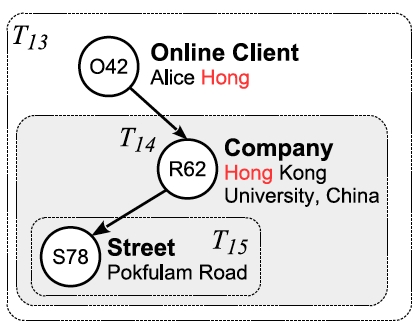 T13
O42
Online Client
Alice Hong
T14
R62
Company
Hong Kong
University, China
S78
Street
Pokfulam Road
T15